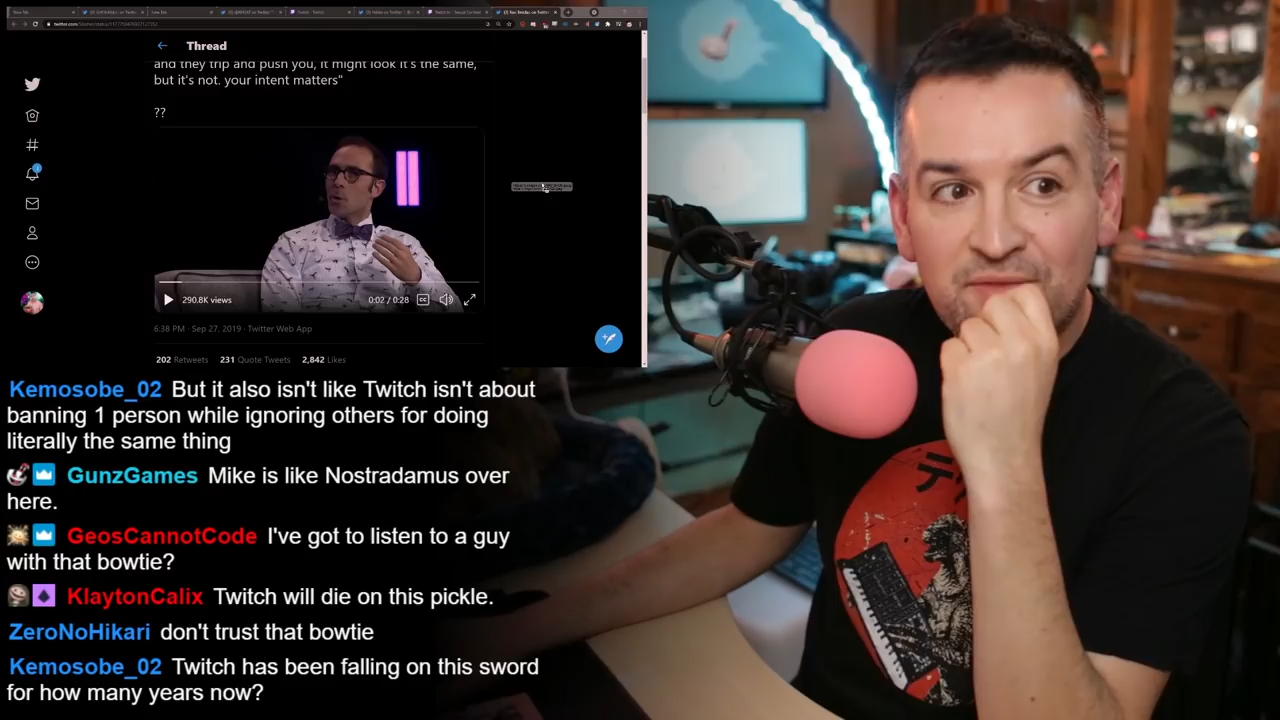 Thread
and they trip and push you, it might look it's the same,
but it's not. your intent matters"
??
290.8K views
0:02 / 0:28
CC
6:38 PM · Sep 27, 2019 · Twitter Web App
202 Retweets 231 Quote Tweets 2,842 Likes
Kemosobe_02 But it also isn't like Twitch isn't about
banning 1 person while ignoring others for doing
literally the same thing
GunzGames Mike is like Nostradamus over
here.
GeosCannotCode I've got to listen to a guy
with that bowtie?
KlaytonCalix Twitch will die on this pickle.
ZeroNoHikari don't trust that bowtie
Kemosobe_02 Twitch has been falling on this sword
for how many years now?